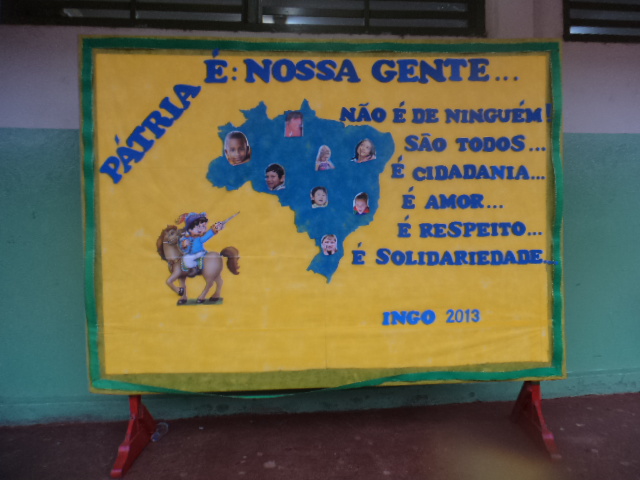 PÁTRIA É: NOSSA GENTE...
NÃO É DE NINGUÉM!
SÃO TODOS...
É CIDADANIA...
É AMOR...
É RESPEITO...
É SOLIDARIEDADE...
INGO 2013